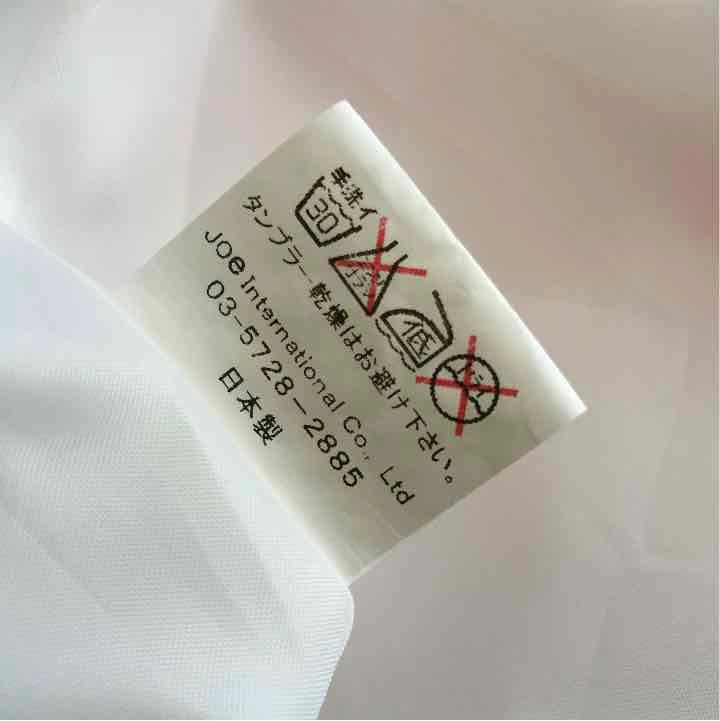 手洗イ
30
低
タンブラー乾燥はお避け下さい。
Joe International Co., Ltd
03-5728-2885
日本製